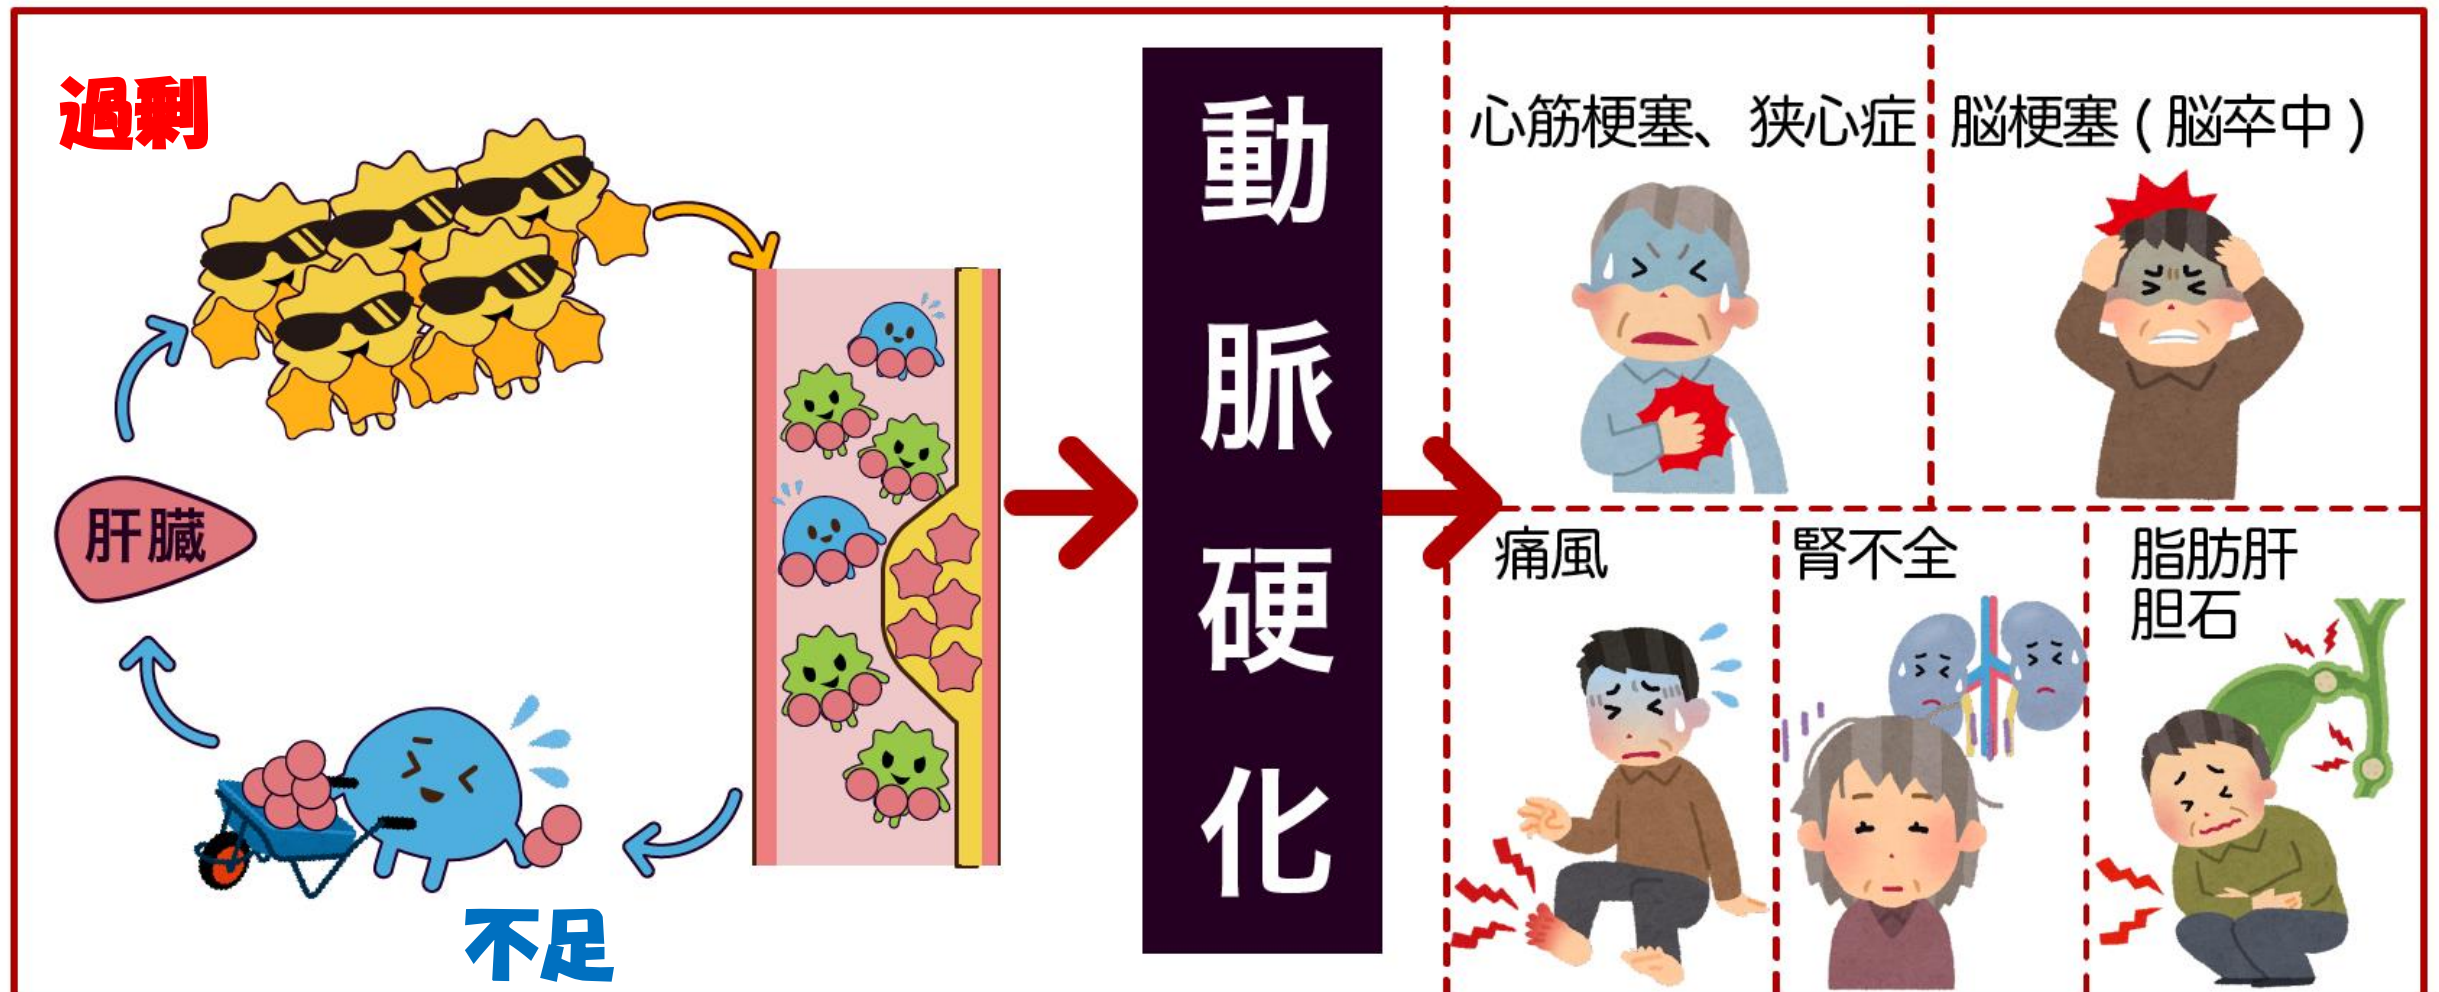 過剰
肝臓
不足
動脈硬化
心筋梗塞、狭心症
脳梗塞(脳卒中)
痛風
腎不全
脂肪肝
胆石